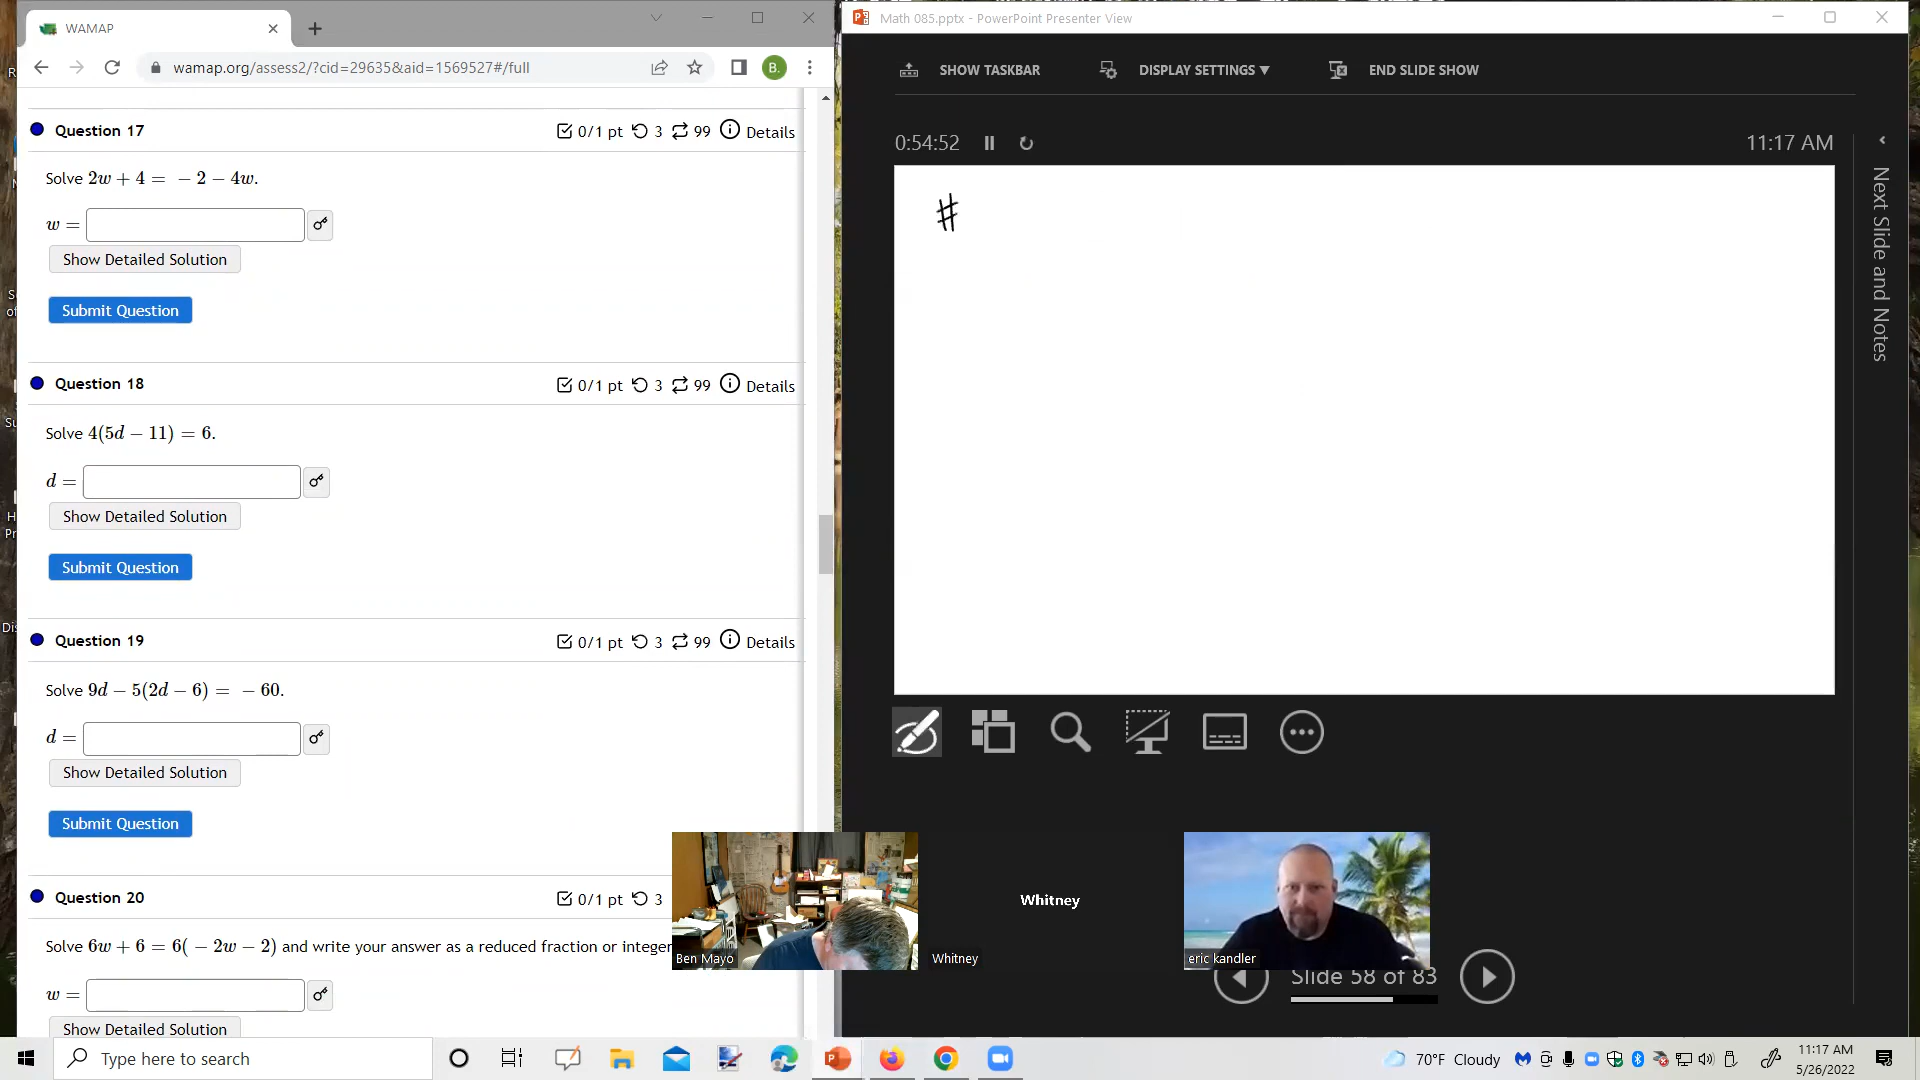 WAMAP
wamap.org/assess2/?cid=29635&aid=1569527#/full
B.
Question 17
0/1 pt 3 99 Details
Solve 2w + 4 = - 2 - 4w.
w =
Show Detailed Solution
Submit Question
Question 18
0/1 pt 3 99 Details
Solve 4(5d - 11) = 6.
d =
Show Detailed Solution
Submit Question
Question 19
0/1 pt 3 99 Details
Solve 9d - 5(2d - 6) = - 60.
d =
Show Detailed Solution
Submit Question
Question 20
0/1 pt 3
Solve 6w + 6 = 6( - 2w - 2) and write your answer as a reduced fraction or integer
w =
Show Detailed Solution
Math 085.pptx - PowerPoint Presenter View
SHOW TASKBAR
DISPLAY SETTINGS ▼
END SLIDE SHOW
0:54:52
11:17 AM
#
Next Slide and Notes
Ben Mayo
Whitney
Whitney
eric kandler
Slide 58 of 83
Type here to search
70°F Cloudy
11:17 AM
5/26/2022